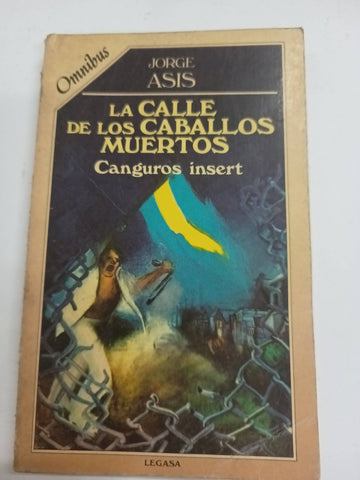 Omnibus
JORGE
ASIS
LA CALLE
DE LOS CABALLOS
MUERTOS
Canguros insert
LEGASA